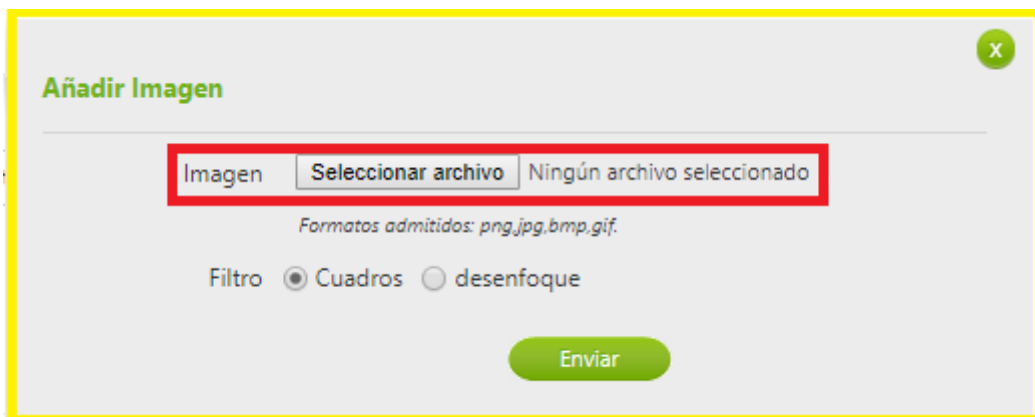 x
Añadir Imagen
Imagen Seleccionar archivo Ningún archivo seleccionado
Formatos admitidos: png,jpg,bmp,gif.
Filtro Cuadros desenfoque
Enviar